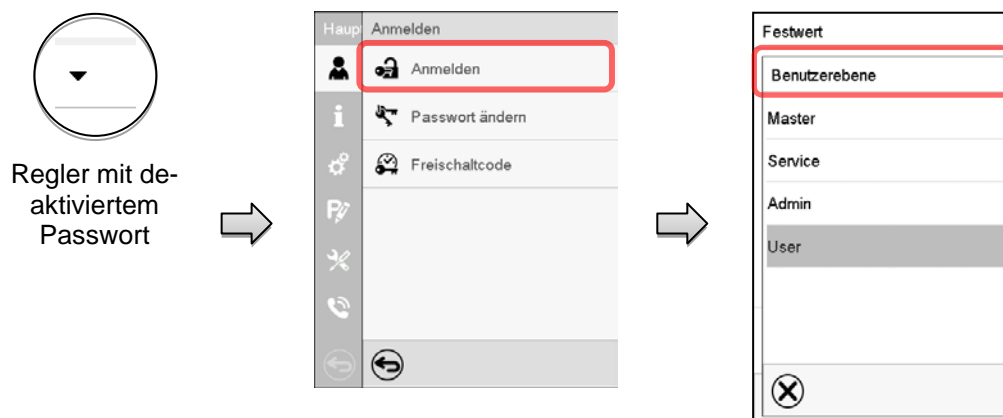 Regler mit de-
aktiviertem
Passwort
Haup
Anmelden
Anmelden
Passwort ändern
Freischaltcode
Festwert
Benutzerebene
Master
Service
Admin
User